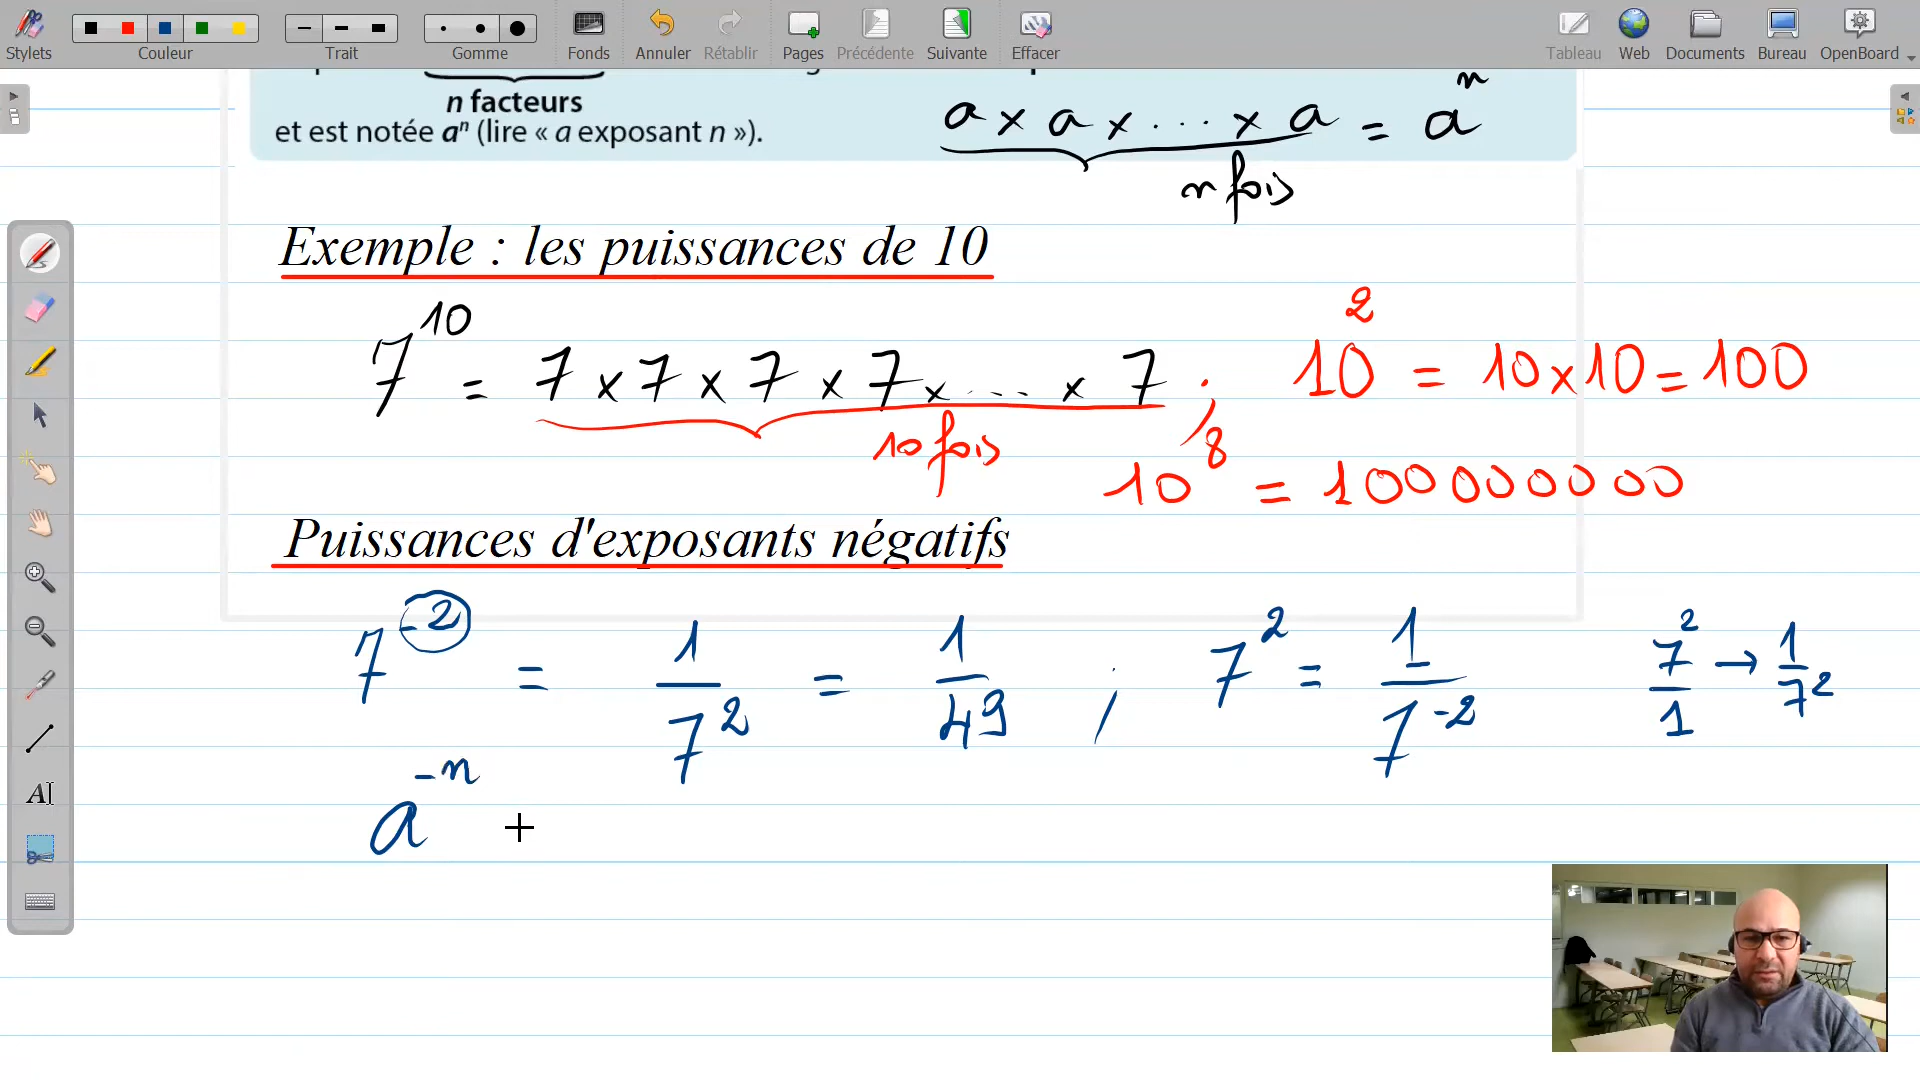 Stylets Couleur Trait Gomme Fonds Annuler Rétablir Pages Précédente Suivante Effacer Tableau Web Documents Bureau OpenBoard
n facteurs
et est notée aⁿ (lire « a exposant n »).
a × a × ... × a = aⁿ
n fois
Exemple : les puissances de 10
7¹⁰ = 7 × 7 × 7 × 7 × ... × 7 ; 10² = 10 × 10 = 100
10 fois
10⁸ = 100000000
Puissances d'exposants négatifs
7⁻² = 1/7² = 1/49 ; 7² = 1/7⁻² 7²/1 → 1/7²
a⁻ⁿ